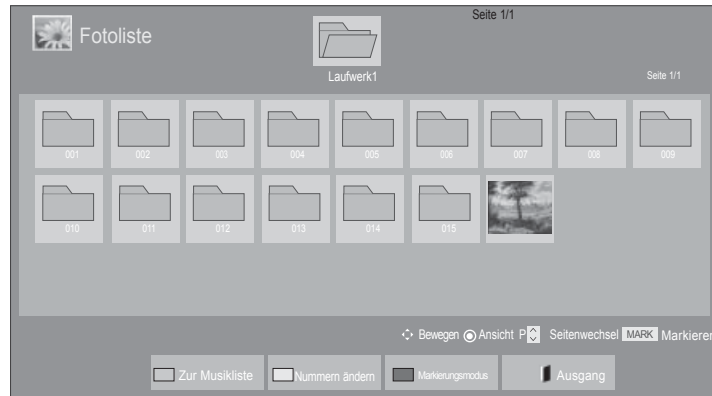 Seite 1/1
Fotoliste
Laufwerk1
Seite 1/1
001 002 003 004 005 006 007 008 009
010 011 012 013 014 015
Bewegen Ansicht P Seitenwechsel MARK Markieren
Zur Musikliste Nummern ändern Markierungsmodus Ausgang